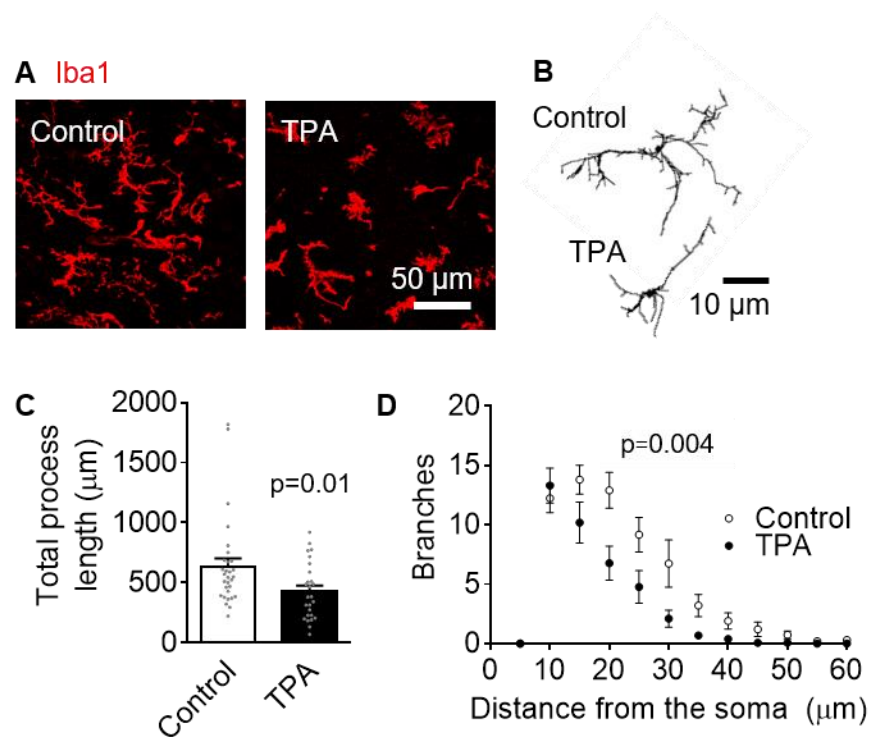 A Iba1
Control
TPA
50 μm
B
Control
TPA
10 μm
C
Total process
length (μm)
2000
1500
1000
500
0
p=0.01
Control
TPA
D
Branches
20
15
10
5
0
p=0.004
Control
TPA
0 10 20 30 40 50 60
Distance from the soma (μm)